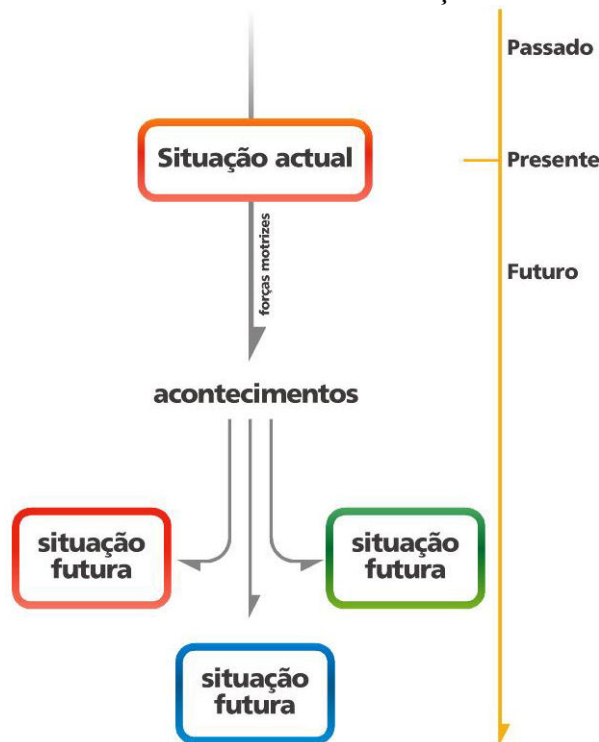 Passado
Situação actual
Presente
forças motrizes
Futuro
acontecimentos
situação
futura
situação
futura
situação
futura